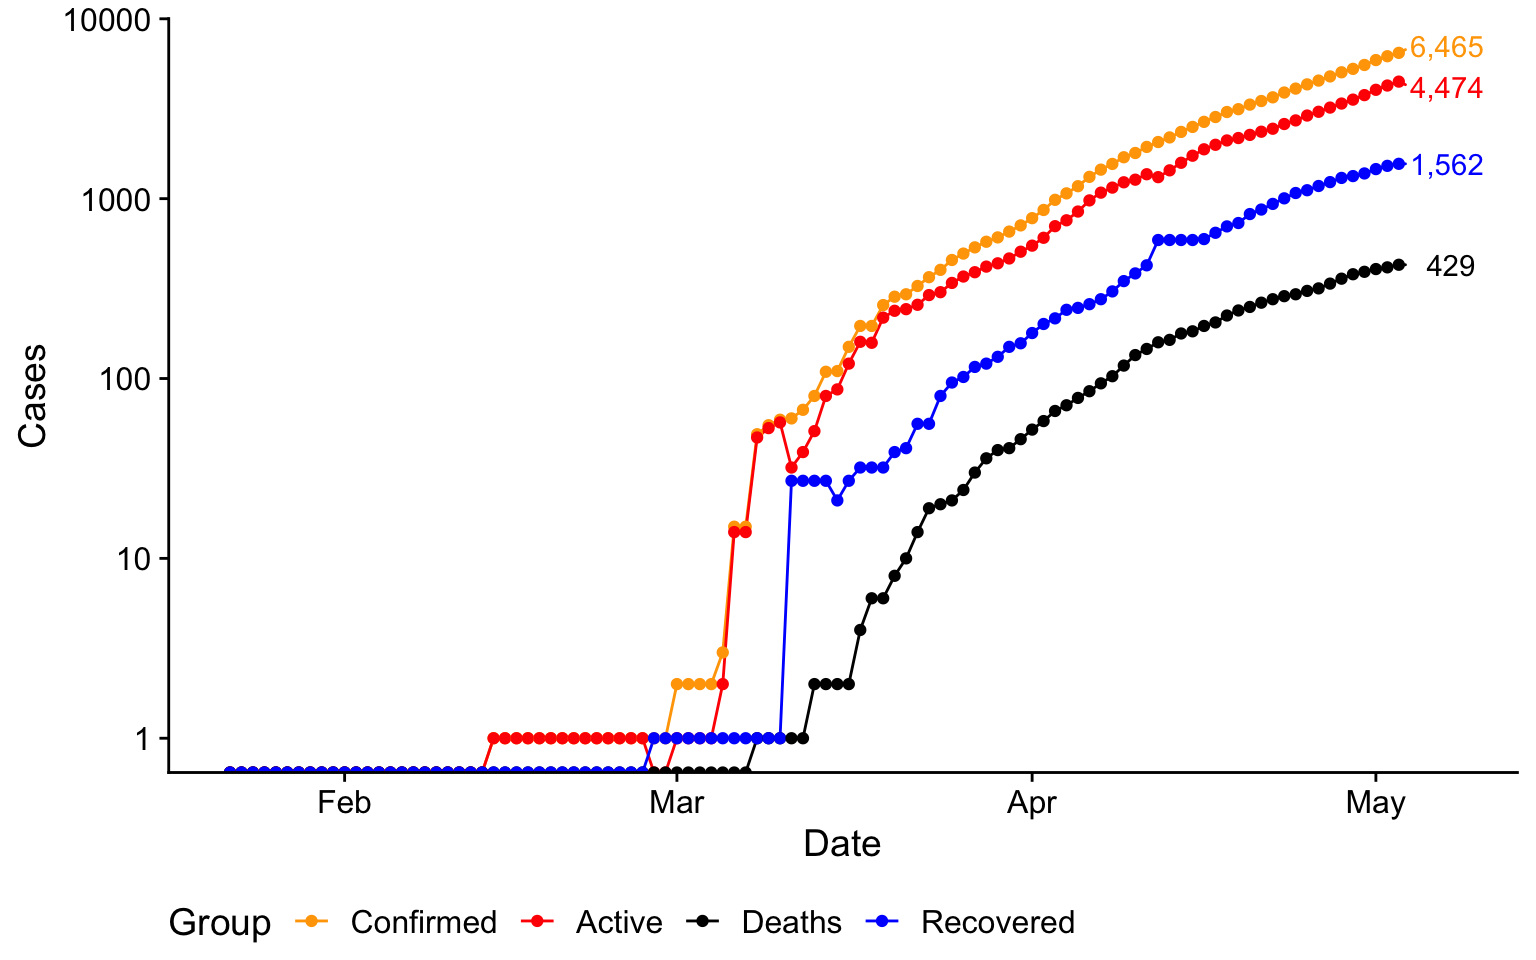 10000
1000
100
10
1
Cases
6,465
4,474
1,562
429
Feb Mar Apr May
Date
Group Confirmed Active Deaths Recovered